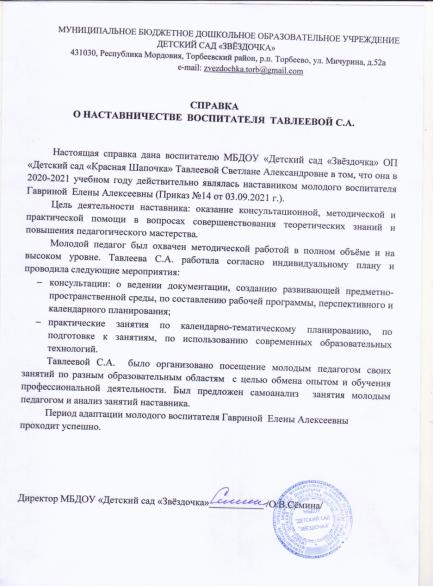 МУНИЦИПАЛЬНОЕ БЮДЖЕТНОЕ ДОШКОЛЬНОЕ ОБРАЗОВАТЕЛЬНОЕ УЧРЕЖДЕНИЕ
ДЕТСКИЙ САД «ЗВЁЗДОЧКА»
431030, Республика Мордовия, Торбеевский район, р.п. Торбеево, ул. Мичурина, д.52а
e-mail: zvezdochka.torb@gmail.com
СПРАВКА
О НАСТАВНИЧЕСТВЕ ВОСПИТАТЕЛЯ ТАВЛЕЕВОЙ С.А.
Настоящая справка дана воспитателю МБДОУ «Детский сад «Звёздочка» ОП
«Детский сад «Красная Шапочка» Тавлеевой Светлане Александровне в том, что она в
2020-2021 учебном году действительно являлась наставником молодого воспитателя
Гавриной Елены Алексеевны (Приказ №14 от 03.09.2021 г.).
Цель деятельности наставника: оказание консультационной, методической и
практической помощи в вопросах совершенствования теоретических знаний и
повышения педагогического мастерства.
Молодой педагог был охвачен методической работой в полном объёме и на
высоком уровне. Тавлеева С.А. работала согласно индивидуальному плану и
проводила следующие мероприятия:
– консультации: о ведении документации, созданию развивающей предметно-
пространственной среды, по составлению рабочей программы, перспективного и
календарного планирования;
– практические занятия по календарно-тематическому планированию, по
подготовке к занятиям, по использованию современных образовательных
технологий.
Тавлеевой С.А. было организовано посещение молодым педагогом своих
занятий по разным образовательным областям с целью обмена опытом и обучения
профессиональной деятельности. Был предложен самоанализ занятия молодым
педагогом и анализ занятий наставника.
Период адаптации молодого воспитателя Гавриной Елены Алексеевны
проходит успешно.
Директор МБДОУ «Детский сад «Звёздочка» /О.В.Сёмина/
"ДЕТСКИЙ САД
"ЗВЁЗДОЧКА"